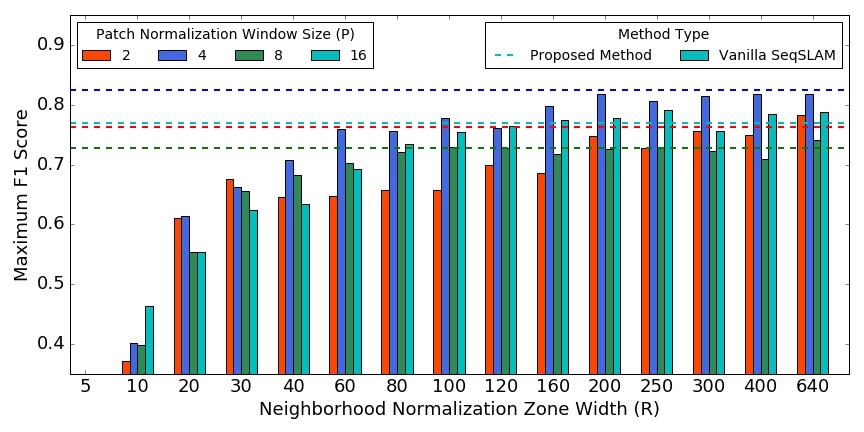 Patch Normalization Window Size (P)
2 4 8 16
Method Type
Proposed Method Vanilla SeqSLAM
0.9
0.8
0.7
0.6
0.5
0.4
Maximum F1 Score
5 10 20 30 40 60 80 100 120 160 200 250 300 400 640
Neighborhood Normalization Zone Width (R)